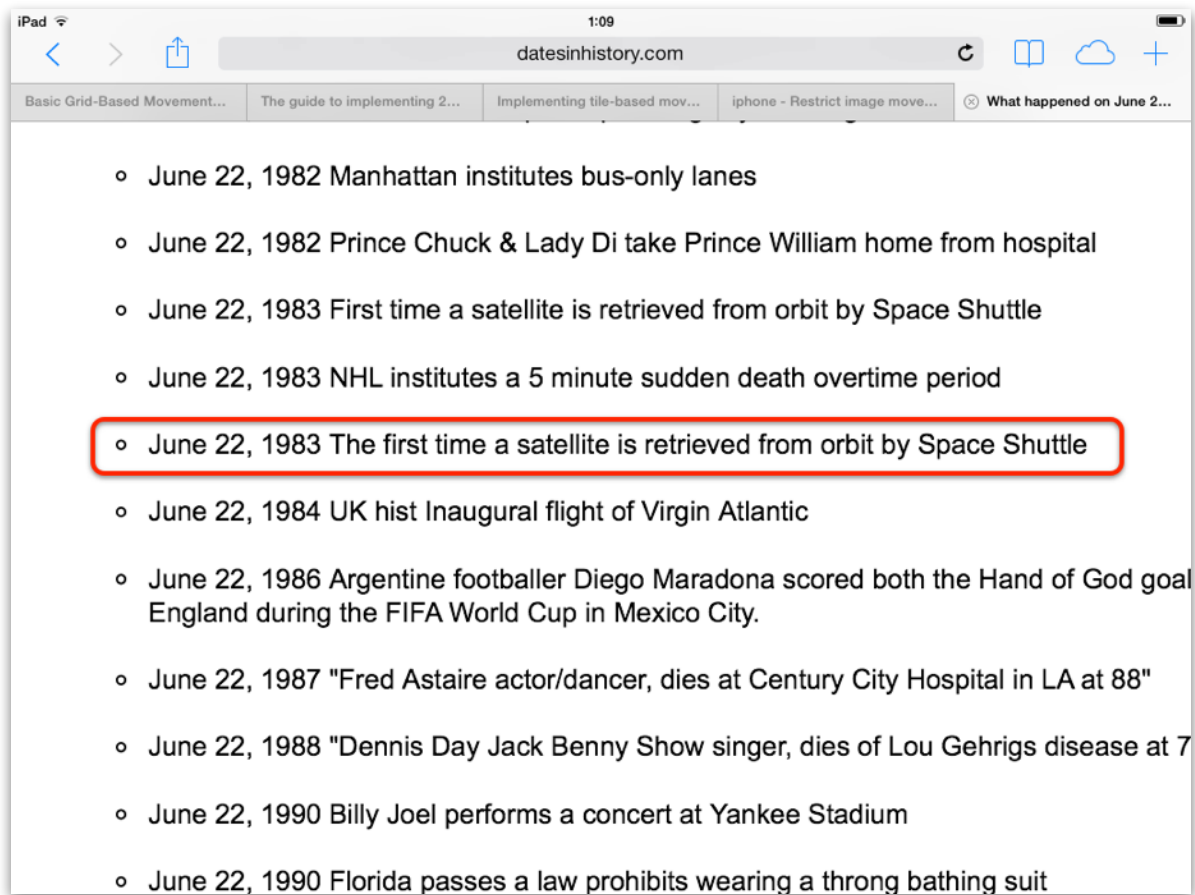 iPad 1:09
datesinhistory.com
Basic Grid-Based Movement... The guide to implementing 2... Implementing tile-based mov... iphone - Restrict image move... What happened on June 2...
June 22, 1982 Manhattan institutes bus-only lanes
June 22, 1982 Prince Chuck & Lady Di take Prince William home from hospital
June 22, 1983 First time a satellite is retrieved from orbit by Space Shuttle
June 22, 1983 NHL institutes a 5 minute sudden death overtime period
June 22, 1983 The first time a satellite is retrieved from orbit by Space Shuttle
June 22, 1984 UK hist Inaugural flight of Virgin Atlantic
June 22, 1986 Argentine footballer Diego Maradona scored both the Hand of God goal
England during the FIFA World Cup in Mexico City.
June 22, 1987 "Fred Astaire actor/dancer, dies at Century City Hospital in LA at 88"
June 22, 1988 "Dennis Day Jack Benny Show singer, dies of Lou Gehrigs disease at 7
June 22, 1990 Billy Joel performs a concert at Yankee Stadium
June 22, 1990 Florida passes a law prohibits wearing a throng bathing suit